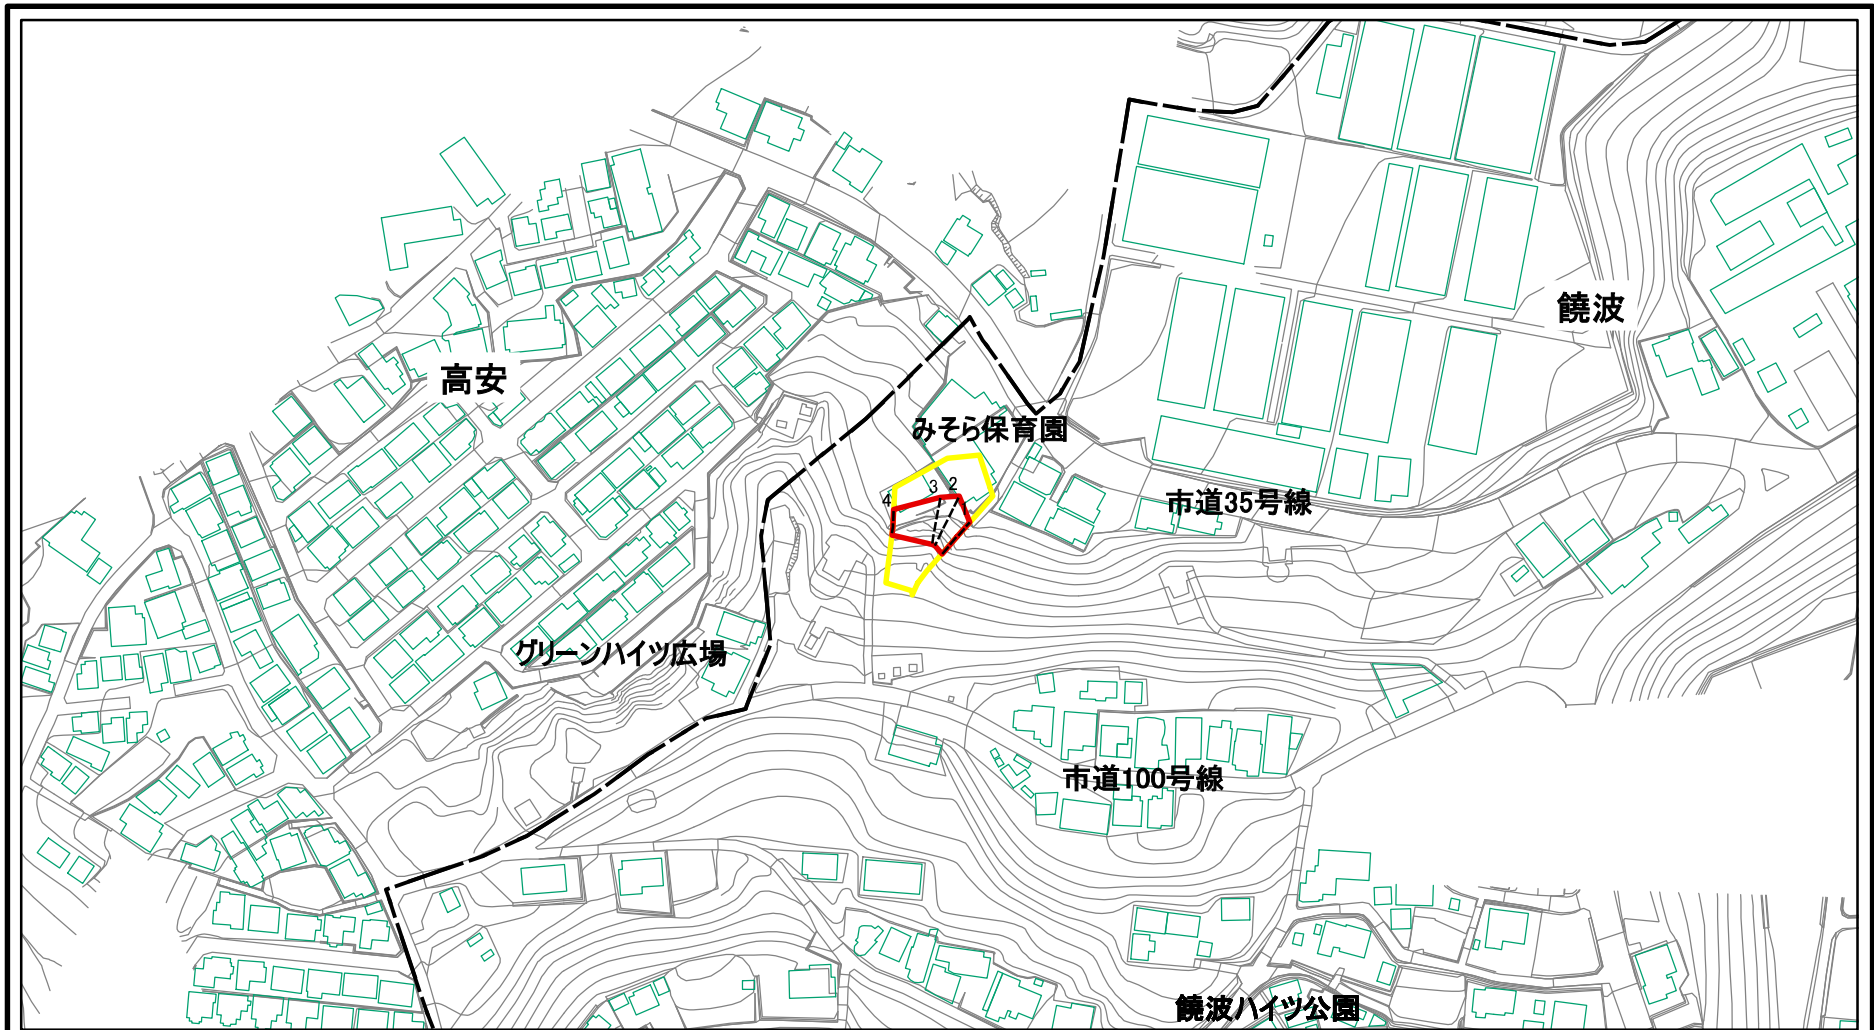 饒波
高安
みそら保育園
4
3
2
市道35号線
グリーンハイツ広場
市道100号線
饒波ハイツ公園